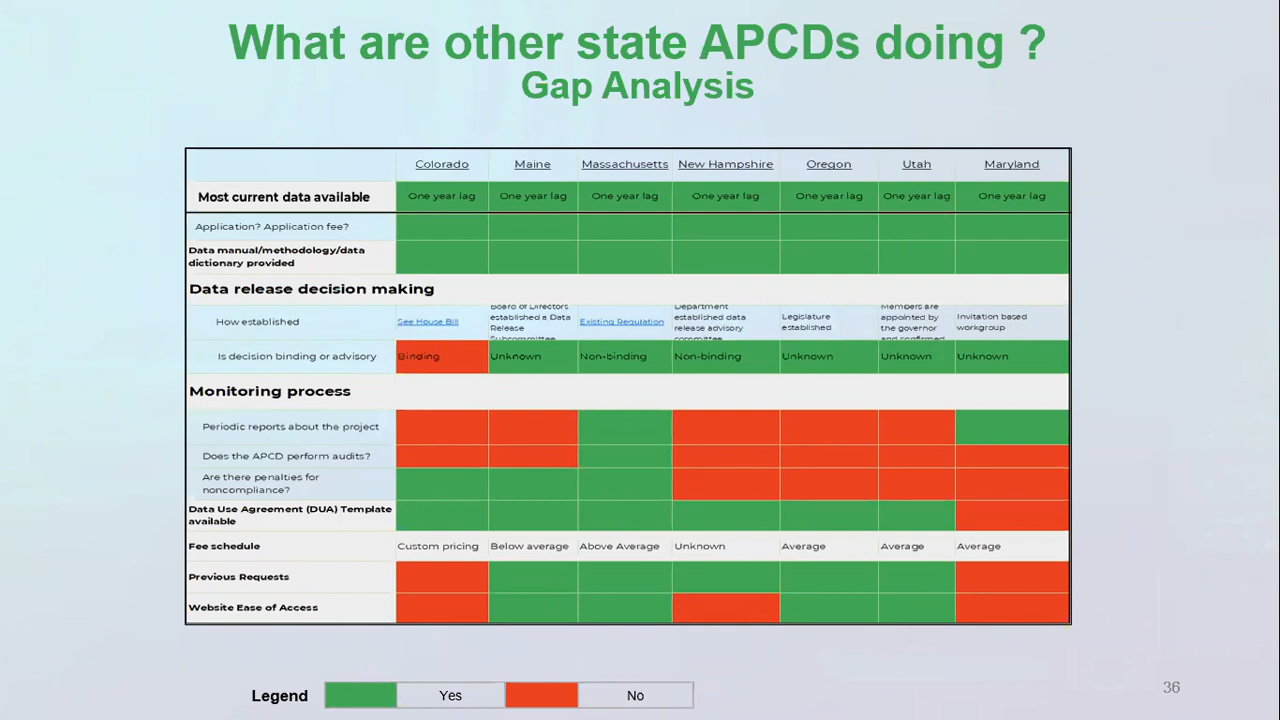 What are other state APCDs doing ?
Gap Analysis
Colorado Maine Massachusetts New Hampshire Oregon Utah Maryland
Most current data available One year lag One year lag One year lag One year lag One year lag One year lag One year lag
Application? Application fee?
Data manual/methodology/data
dictionary provided
Data release decision making
How established
See House Bill
Board of Directors
established a Data
Release
Subcommittee
Existing Regulation
Department
established data
release advisory
committee
Legislature
established
Members are
appointed by
the governor
and confirmed
Invitation based
workgroup
Is decision binding or advisory Binding Unknown Non-binding Non-binding Unknown Unknown Unknown
Monitoring process
Periodic reports about the project
Does the APCD perform audits?
Are there penalties for
noncompliance?
Data Use Agreement (DUA) Template
available
Fee schedule Custom pricing Below average Above Average Unknown Average Average Average
Previous Requests
Website Ease of Access
Legend Yes No
36